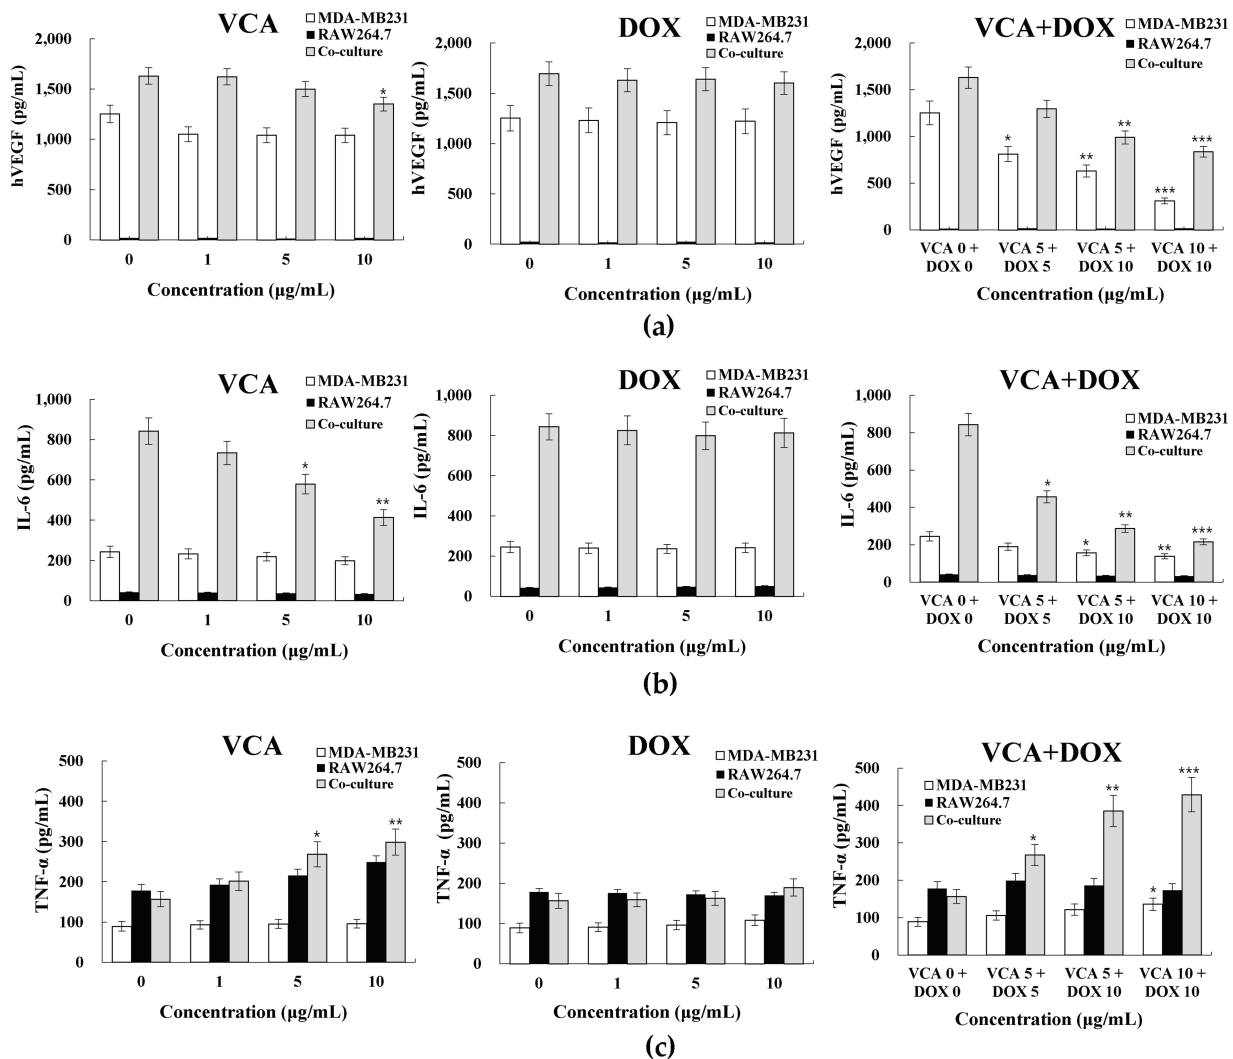 VCA
MDA-MB231
RAW264.7
Co-culture
2,000
1,500
1,000
500
0
hVEGF (pg/mL)
*
0 1 5 10
Concentration (µg/mL)
DOX
MDA-MB231
RAW264.7
Co-culture
2,000
1,500
1,000
500
0
hVEGF (pg/mL)
0 1 5 10
Concentration (µg/mL)
VCA+DOX
MDA-MB231
RAW264.7
Co-culture
2,000
1,500
1,000
500
0
hVEGF (pg/mL)
* ** ** *** ***
VCA 0 + VCA 5 + VCA 5 + VCA 10 +
DOX 0 DOX 5 DOX 10 DOX 10
Concentration (µg/mL)
(a)
VCA
MDA-MB231
RAW264.7
Co-culture
1,000
800
600
400
200
0
IL-6 (pg/mL)
* **
0 1 5 10
Concentration (µg/mL)
DOX
MDA-MB231
RAW264.7
Co-culture
1,000
800
600
400
200
0
IL-6 (pg/mL)
0 1 5 10
Concentration (µg/mL)
VCA+DOX
MDA-MB231
RAW264.7
Co-culture
1,000
800
600
400
200
0
IL-6 (pg/mL)
* * ** ** ***
VCA 0 + VCA 5 + VCA 5 + VCA 10 +
DOX 0 DOX 5 DOX 10 DOX 10
Concentration (µg/mL)
(b)
VCA
MDA-MB231
RAW264.7
Co-culture
500
400
300
200
100
0
TNF-α (pg/mL)
* **
0 1 5 10
Concentration (µg/mL)
DOX
MDA-MB231
RAW264.7
Co-culture
500
400
300
200
100
0
TNF-α (pg/mL)
0 1 5 10
Concentration (µg/mL)
VCA+DOX
MDA-MB231
RAW264.7
Co-culture
500
400
300
200
100
0
TNF-α (pg/mL)
* ** * ***
VCA 0 + VCA 5 + VCA 5 + VCA 10 +
DOX 0 DOX 5 DOX 10 DOX 10
Concentration (µg/mL)
(c)